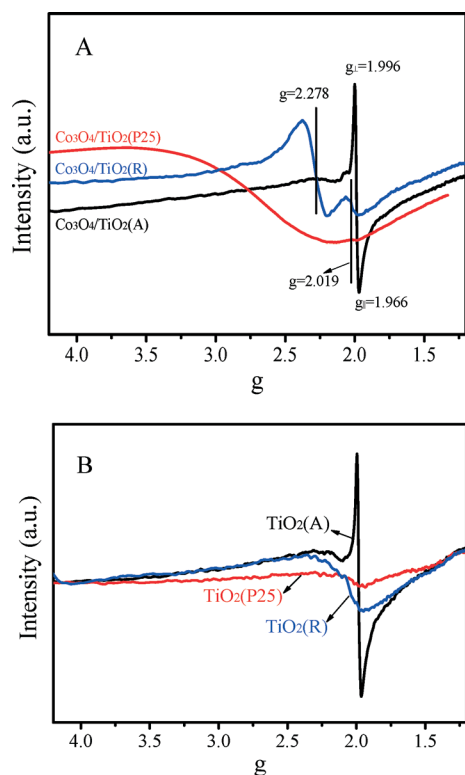 A
g⊥=1.996
g=2.278
Co3O4/TiO2(P25)
Co3O4/TiO2(R)
Co3O4/TiO2(A)
g=2.019
g∥=1.966
Intensity (a.u.)
4.0 3.5 3.0 2.5 2.0 1.5
g
B
TiO2(A)
TiO2(P25)
TiO2(R)
Intensity (a.u.)
4.0 3.5 3.0 2.5 2.0 1.5
g